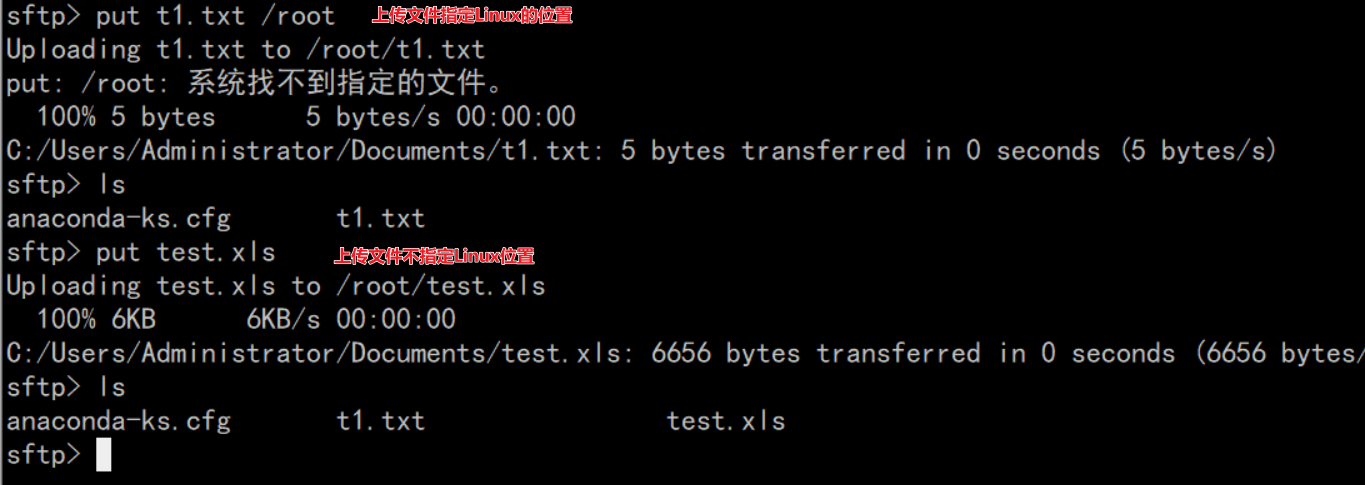 sftp> put t1.txt /root 上传文件指定Linux的位置
Uploading t1.txt to /root/t1.txt
put: /root: 系统找不到指定的文件。
100% 5 bytes 5 bytes/s 00:00:00
C:/Users/Administrator/Documents/t1.txt: 5 bytes transferred in 0 seconds (5 bytes/s)
sftp> ls
anaconda-ks.cfg t1.txt
sftp> put test.xls 上传文件不指定Linux位置
Uploading test.xls to /root/test.xls
100% 6KB 6KB/s 00:00:00
C:/Users/Administrator/Documents/test.xls: 6656 bytes transferred in 0 seconds (6656 bytes/
sftp> ls
anaconda-ks.cfg t1.txt test.xls
sftp>